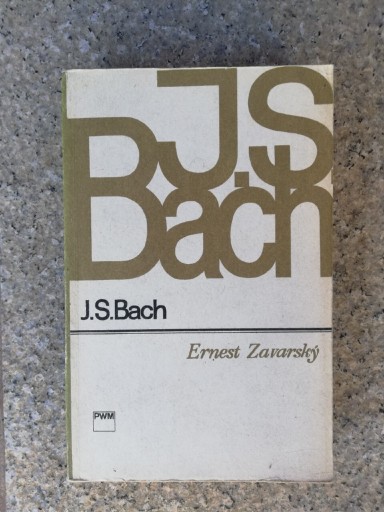 J.S.
Bach
J.S.Bach
Ernest Zavarský
PWM